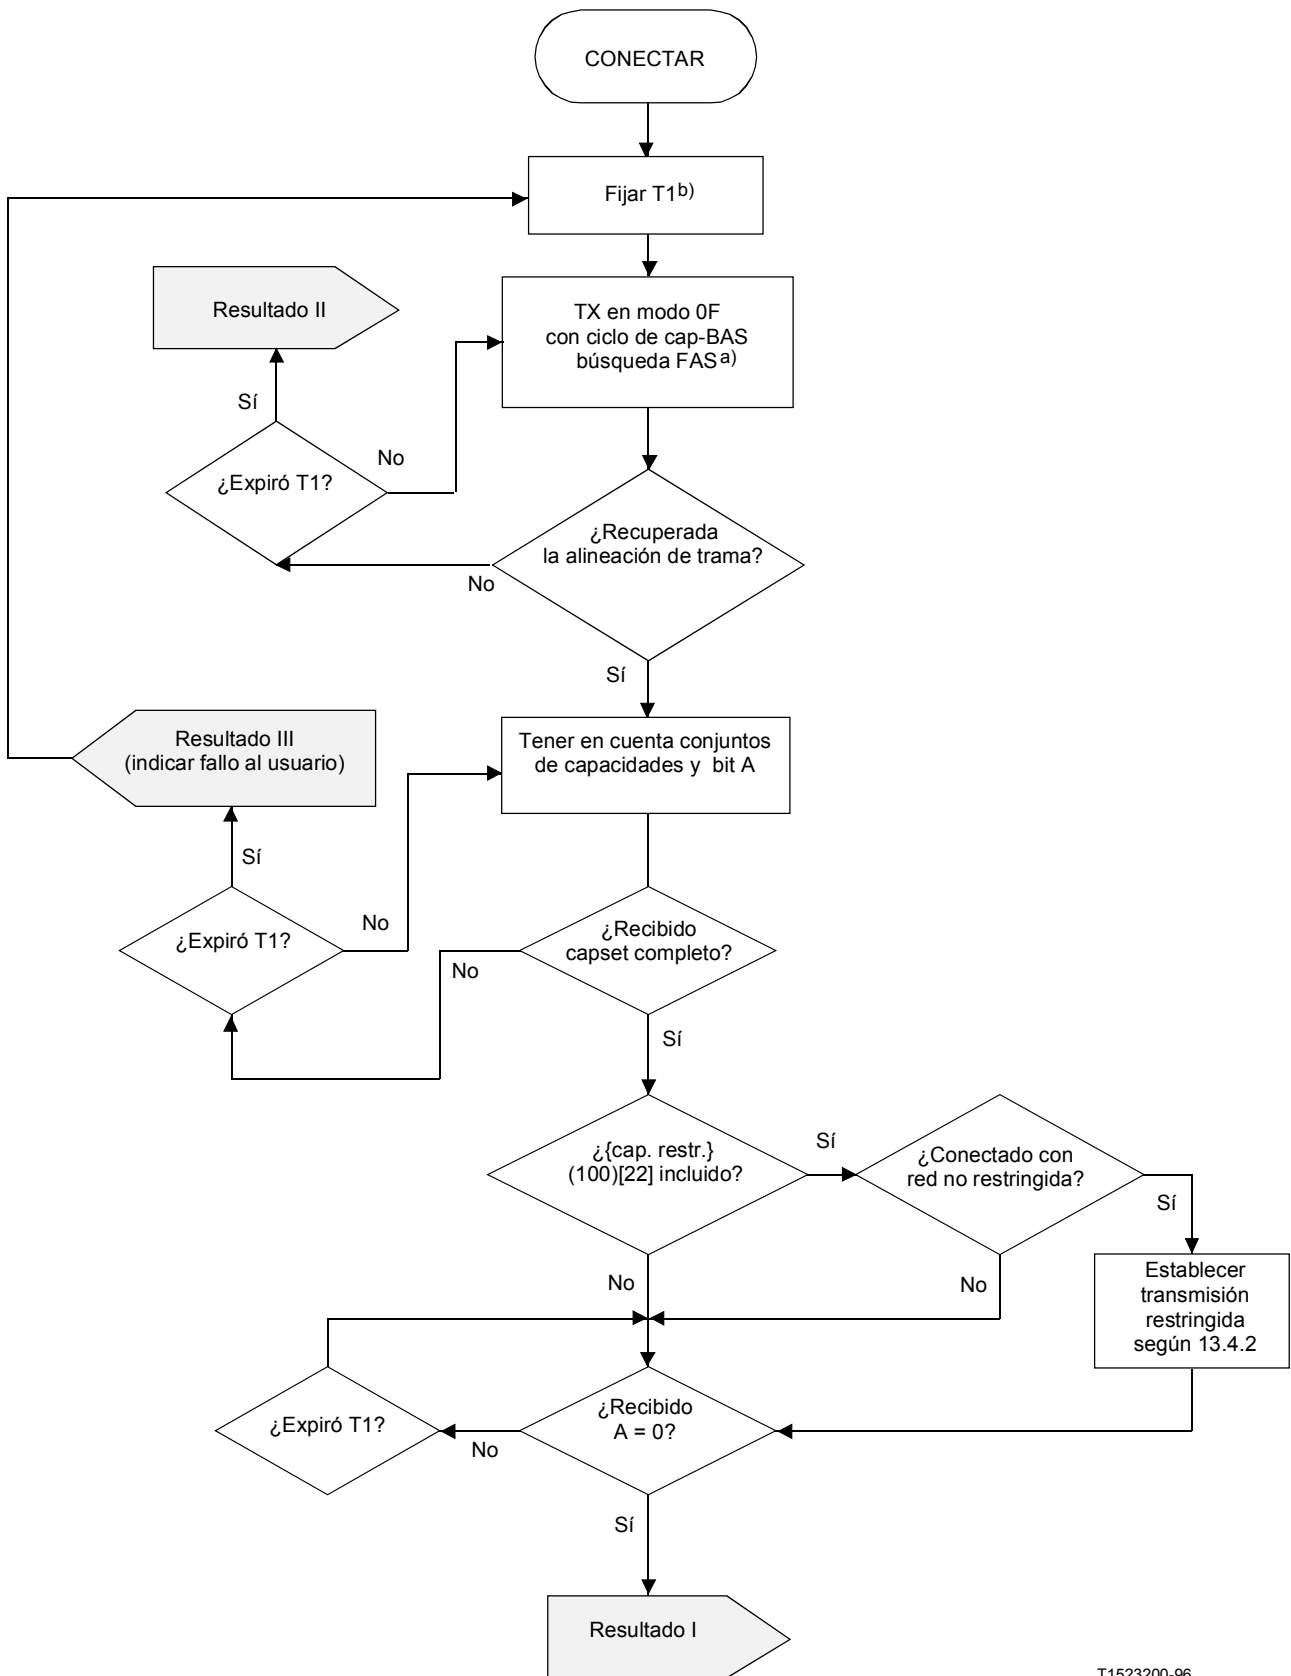 CONECTAR
Fijar T1b)
Resultado II
TX en modo 0F
con ciclo de cap-BAS
búsqueda FASa)
Sí
No
¿Expiró T1?
¿Recuperada
la alineación de trama?
No
Sí
Resultado III
(indicar fallo al usuario)
Tener en cuenta conjuntos
de capacidades y bit A
Sí
No
¿Expiró T1?
¿Recibido
capset completo?
No
Sí
¿{cap. restr.}
(100)[22] incluido?
Sí
¿Conectado con
red no restringida?
Sí
No
No
Establecer
transmisión
restringida
según 13.4.2
¿Expiró T1?
¿Recibido
A = 0?
No
Sí
Resultado I
T1523200-96